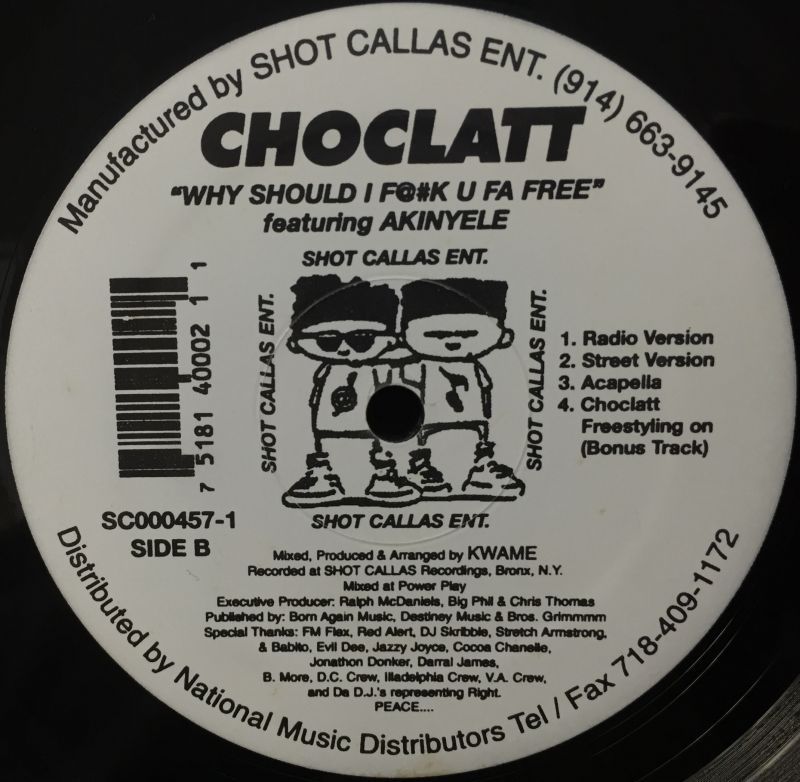 Manufactured by SHOT CALLAS ENT. (914) 663-9145
CHOCLATT
"WHY SHOULD I F@#K U FA FREE"
featuring AKINYELE
SHOT CALLAS ENT.
SHOT CALLAS ENT.
SHOT CALLAS ENT.
SHOT CALLAS ENT.
7 5181 40002 1 1
1. Radio Version
2. Street Version
3. Acapella
4. Choclatt
Freestyling on
(Bonus Track)
SC000457-1
SIDE B
Mixed, Produced & Arranged by KWAME
Recorded at SHOT CALLAS Recordings, Bronx, N.Y.
Mixed at Power Play
Executive Producer: Ralph McDaniels, Big Phil & Chris Thomas
Published by: Born Again Music, Destiney Music & Bros. Grimmmm
Special Thanks: FM Flex, Red Alert, DJ Skribble, Stretch Armstrong,
& Babito, Evil Dee, Jazzy Joyce, Cocoa Chanelle,
Jonathon Donker, Darral James,
B. More, D.C. Crew, Illadelphia Crew, V.A. Crew,
and Da D.J.'s representing Right.
PEACE....
Distributed by National Music Distributors Tel / Fax 718-409-1172